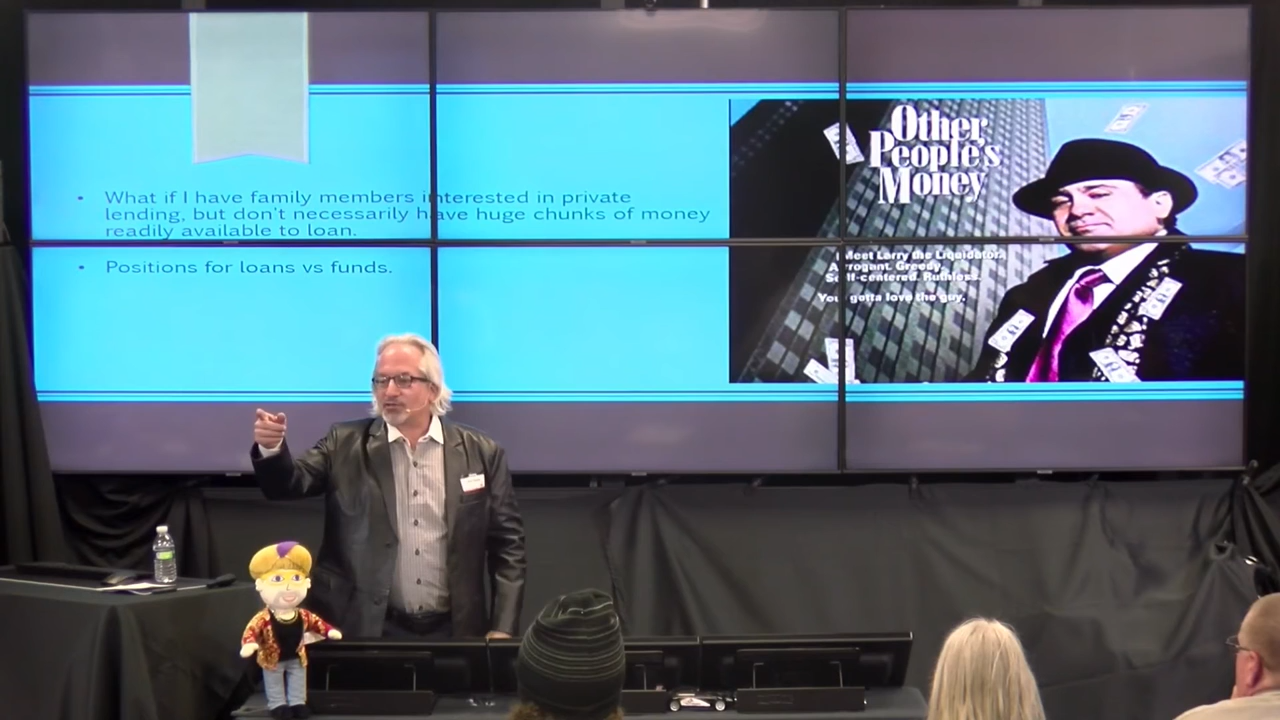 What if I have family members interested in private
lending, but don't necessarily have huge chunks of money
readily available to loan.
Positions for loans vs funds.
Other
People's
Money
Meet Larry the Liquidator.
Arrogant. Greedy.
Self-centered. Ruthless.
You gotta love the guy.